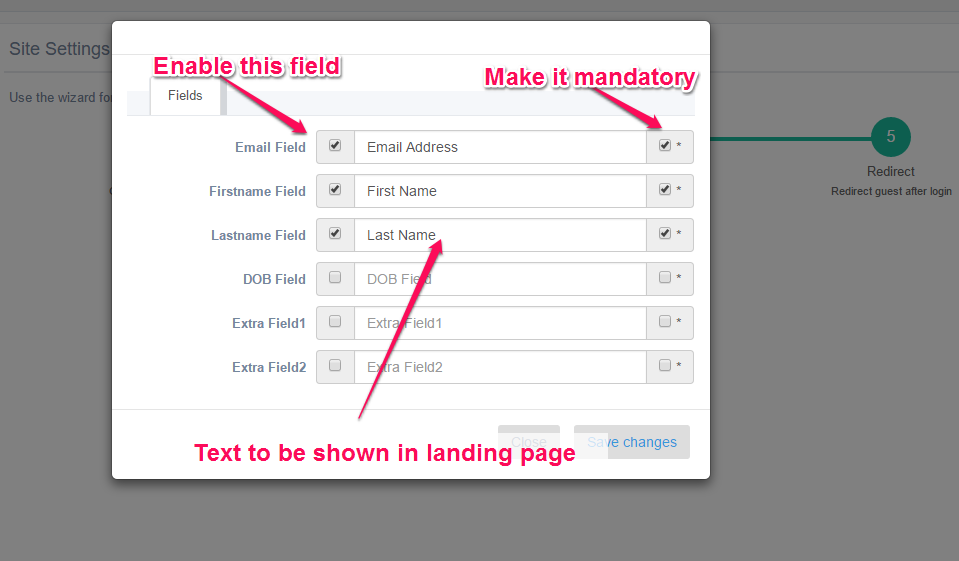 Site Settings
Enable this field
Make it mandatory
Use the wizard for
Fields
5
Redirect
Redirect guest after login
Email Field Email Address *
Firstname Field First Name *
Lastname Field Last Name *
DOB Field DOB Field *
Extra Field1 Extra Field1 *
Extra Field2 Extra Field2 *
Close Save changes
Text to be shown in landing page